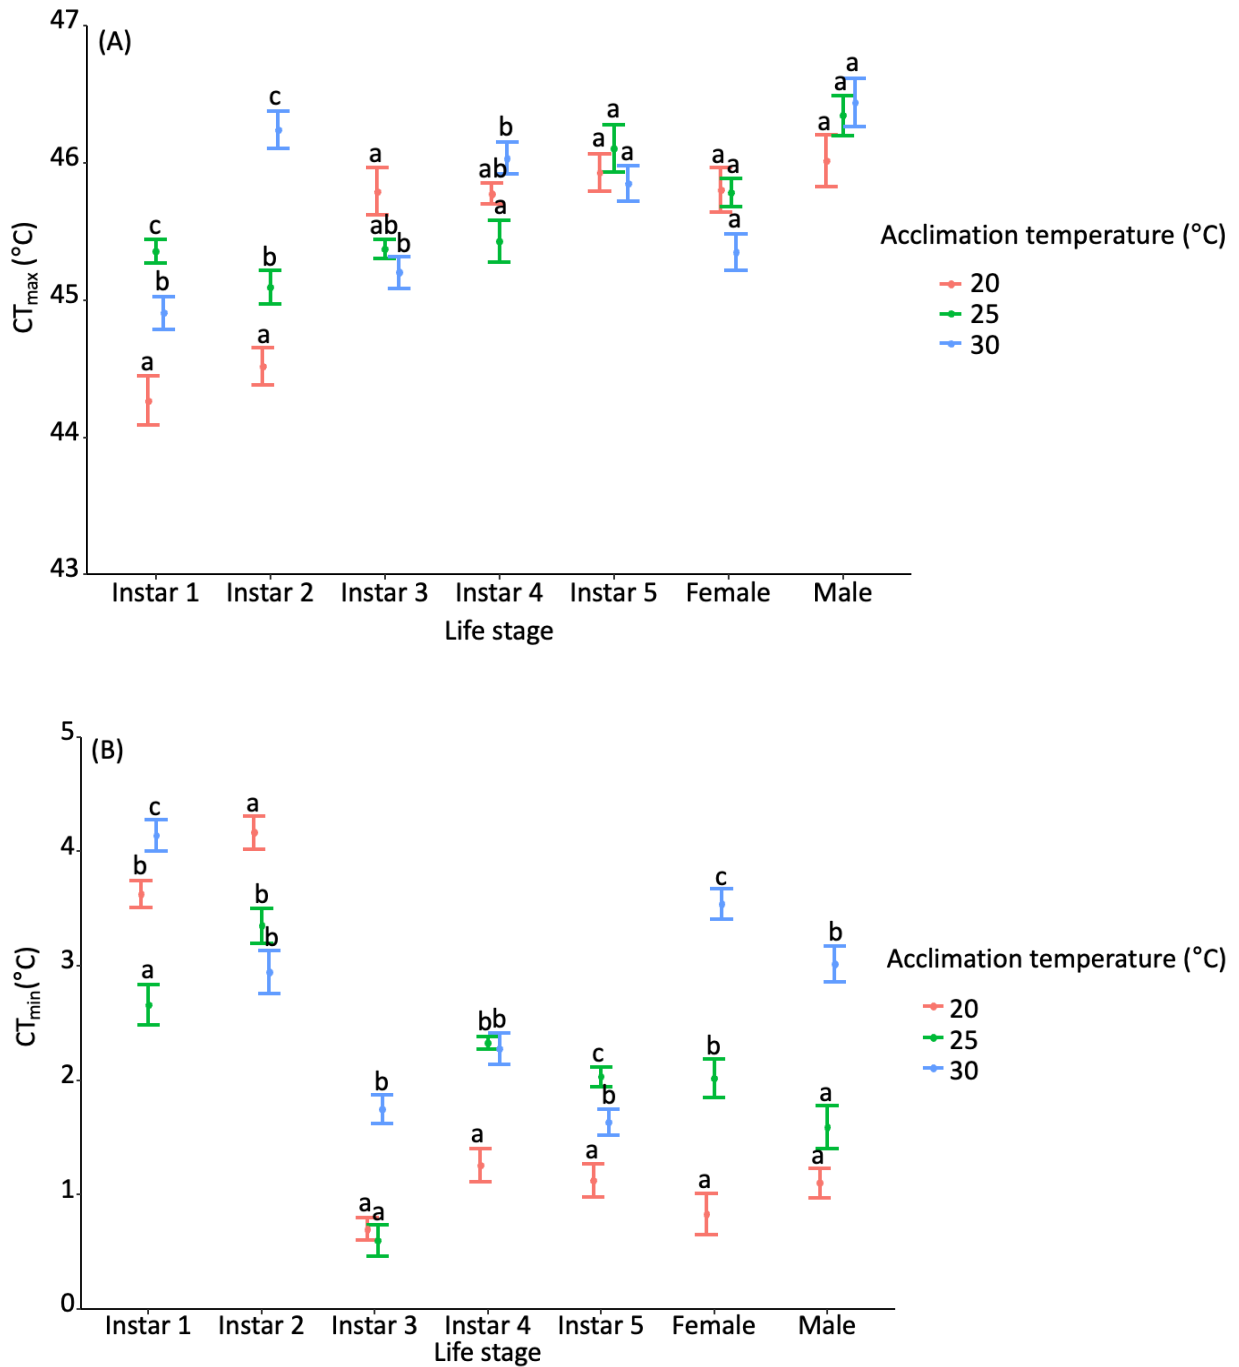 47
(A)
a
a
a
c
b
a
a
a
a
46
a
ab
a
a
c
ab
a
a
b
b
b
45
a
a
44
43
CTmax (°C)
Instar 1 Instar 2 Instar 3 Instar 4 Instar 5 Female Male
Life stage
Acclimation temperature (°C)
20
25
30
5
(B)
c
a
4
b
c
b
b
b
3
a
bb
b
c
b
2
b
a
a
a
a
a
1
a
a
0
CTmin(°C)
Instar 1 Instar 2 Instar 3 Instar 4 Instar 5 Female Male
Life stage
Acclimation temperature (°C)
20
25
30